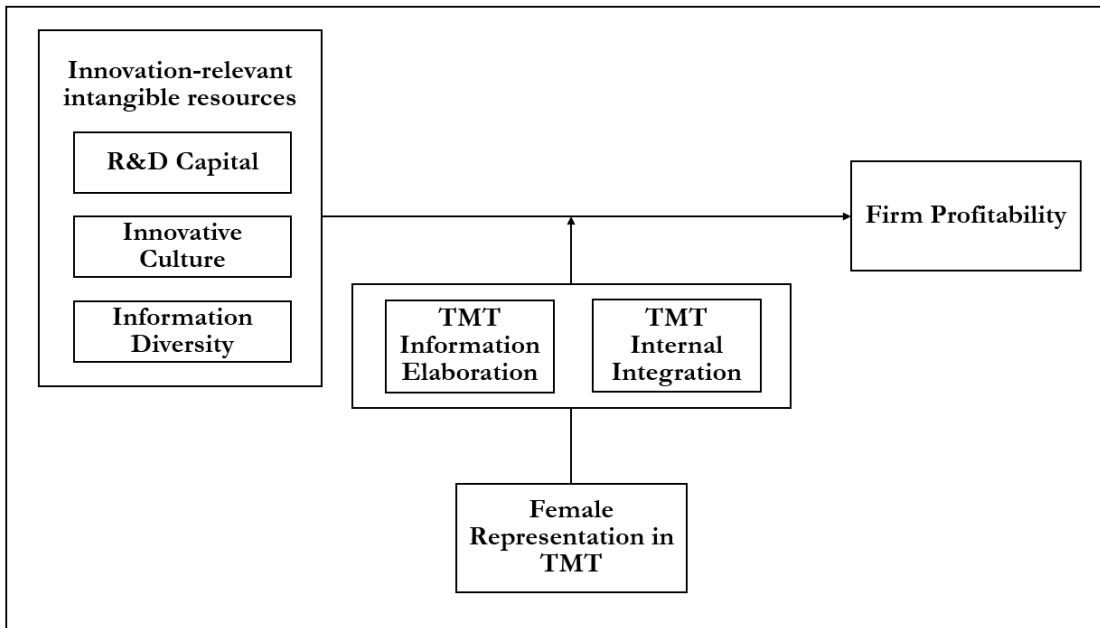 Innovation-relevant
intangible resources
R&D Capital
Innovative
Culture
Information
Diversity
TMT
Information
Elaboration
TMT
Internal
Integration
Firm Profitability
Female
Representation in
TMT